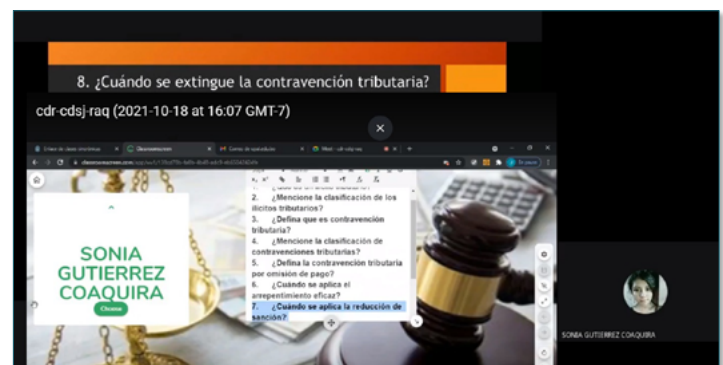 8. ¿Cuándo se extingue la contravención tributaria?
cdr-cdsj-raq (2021-10-18 at 16:07 GMT-7)
2. ¿Mencione la clasificación de los
ilícitos tributarios?
3. ¿Defina que es contravención
tributaria?
4. ¿Mencione la clasificación de
contravenciones tributarias?
5. ¿Defina la contravención tributaria
por omisión de pago?
6. ¿Cuándo se aplica el
arrepentimiento eficaz?
7. ¿Cuándo se aplica la reducción de
sanción?
SONIA
GUTIERREZ
COAQUIRA
Choose
SONIA GUTIERREZ COAQUIRA